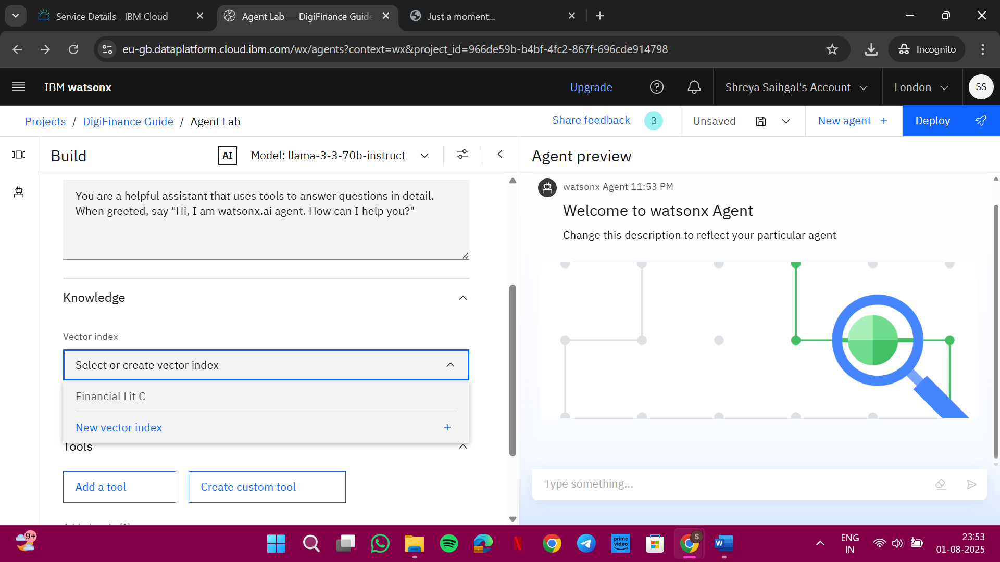 Service Details - IBM Cloud
Agent Lab — DigiFinance Guide
Just a moment...
eu-gb.dataplatform.cloud.ibm.com/wx/agents?context=wx&project_id=966de59b-b4bf-4fc2-867f-696cde914798
Incognito
IBM watsonx
Upgrade
Shreya Saihgal's Account
London
SS
Projects / DigiFinance Guide / Agent Lab
Share feedback
β
Unsaved
New agent +
Deploy
Build
AI
Model: llama-3-3-70b-instruct
Agent preview
You are a helpful assistant that uses tools to answer questions in detail.
When greeted, say "Hi, I am watsonx.ai agent. How can I help you?"
Knowledge
Vector index
Select or create vector index
Financial Lit C
New vector index +
Tools
Add a tool
Create custom tool
watsonx Agent 11:53 PM
Welcome to watsonx Agent
Change this description to reflect your particular agent
Type something...
9+
prime
video
S
W
ENG
IN
23:53
01-08-2025